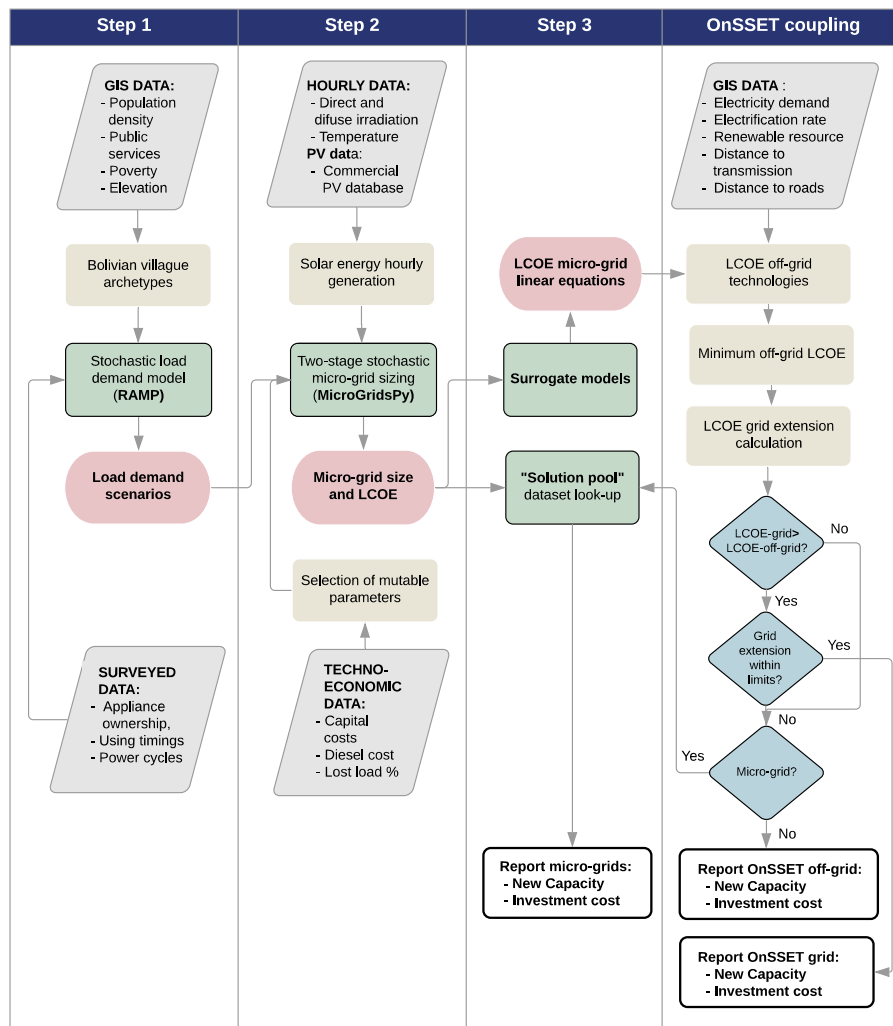 Step 1
Step 2
Step 3
OnSSET coupling
GIS DATA:
- Population
density
- Public
services
- Poverty
- Elevation
Bolivian villague
archetypes
Stochastic load
demand model
(RAMP)
Load demand
scenarios
SURVEYED
DATA:
- Appliance
ownership,
- Using timings
- Power cycles
HOURLY DATA:
- Direct and
difuse irradiation
- Temperature
PV data:
- Commercial
PV database
Solar energy hourly
generation
Two-stage stochastic
micro-grid sizing
(MicroGridsPy)
Micro-grid size
and LCOE
Selection of mutable
parameters
TECHNO-
ECONOMIC
DATA:
- Capital
costs
- Diesel cost
- Lost load %
LCOE micro-grid
linear equations
Surrogate models
"Solution pool"
dataset look-up
Report micro-grids:
- New Capacity
- Investment cost
GIS DATA :
- Electricity demand
- Electrification rate
- Renewable resource
- Distance to
transmission
- Distance to roads
LCOE off-grid
technologies
Minimum off-grid LCOE
LCOE grid extension
calculation
LCOE-grid>
LCOE-off-grid?
No
Yes
Grid
extension
within
limits?
Yes
No
Yes
Micro-grid?
No
Report OnSSET off-grid:
- New Capacity
- Investment cost
Report OnSSET grid:
- New Capacity
- Investment cost